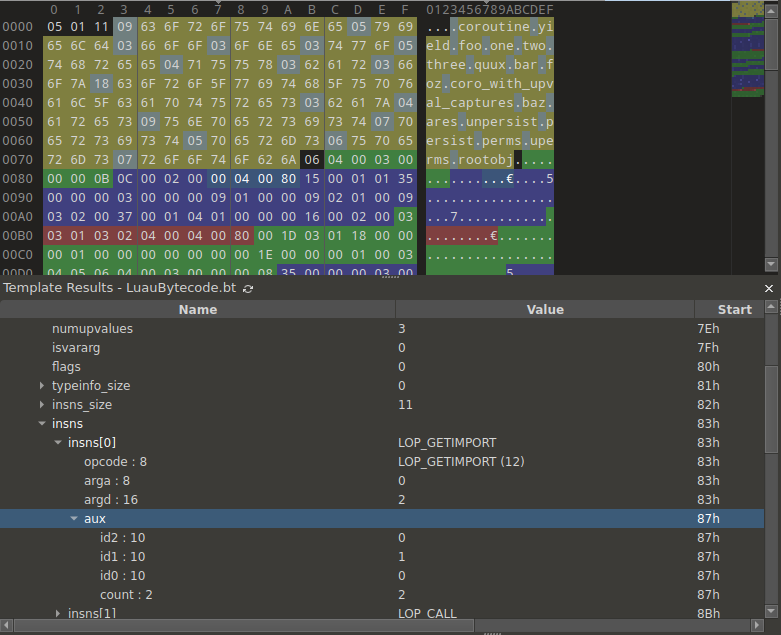 0 1 2 3 4 5 6 7 8 9 A B C D E F 0123456789ABCDEF
0000 05 01 11 09 63 6F 72 6F 75 74 69 6E 65 05 79 69 ....coroutine.yi
0010 65 6C 64 03 66 6F 6F 03 6F 6E 65 03 74 77 6F 05 eld.foo.one.two.
0020 74 68 72 65 65 04 71 75 75 78 03 62 61 72 03 66 three.quux.bar.f
0030 6F 7A 18 63 6F 72 6F 5F 77 69 74 68 5F 75 70 76 oz.coro_with_upv
0040 61 6C 5F 63 61 70 74 75 72 65 73 03 62 61 7A 04 al_captures.baz.
0050 61 72 65 73 09 75 6E 70 65 72 73 69 73 74 07 70 ares.unpersist.p
0060 65 72 73 69 73 74 05 70 65 72 6D 73 06 75 70 65 ersist.perms.upe
0070 72 6D 73 07 72 6F 6F 74 6F 62 6A 06 04 00 03 00 rms.rootobj.....
0080 00 00 0B 0C 00 02 00 00 04 00 80 15 00 01 01 35 ..........€....5
0090 00 00 00 03 00 00 00 09 01 00 00 09 02 01 00 09 ................
00A0 03 02 00 37 00 01 04 01 00 00 00 16 00 02 00 03 ...7............
00B0 03 01 03 02 04 00 04 00 80 00 1D 03 01 18 00 00 ........€.......
00C0 00 01 00 00 00 00 00 00 00 1E 00 00 00 01 00 03 ................
00D0 04 05 06 04 00 03 00 00 00 08 35 00 00 00 03 00 ..........5.....
Template Results - LuauBytecode.bt
Name Value Start
numupvalues 3 7Eh
isvararg 0 7Fh
flags 0 80h
typeinfo_size 0 81h
insns_size 11 82h
insns 83h
insns[0] LOP_GETIMPORT 83h
opcode : 8 LOP_GETIMPORT (12) 83h
arga : 8 0 83h
argd : 16 2 83h
aux 87h
id2 : 10 0 87h
id1 : 10 1 87h
id0 : 10 0 87h
count : 2 2 87h
insns[1] LOP_CALL 8Bh